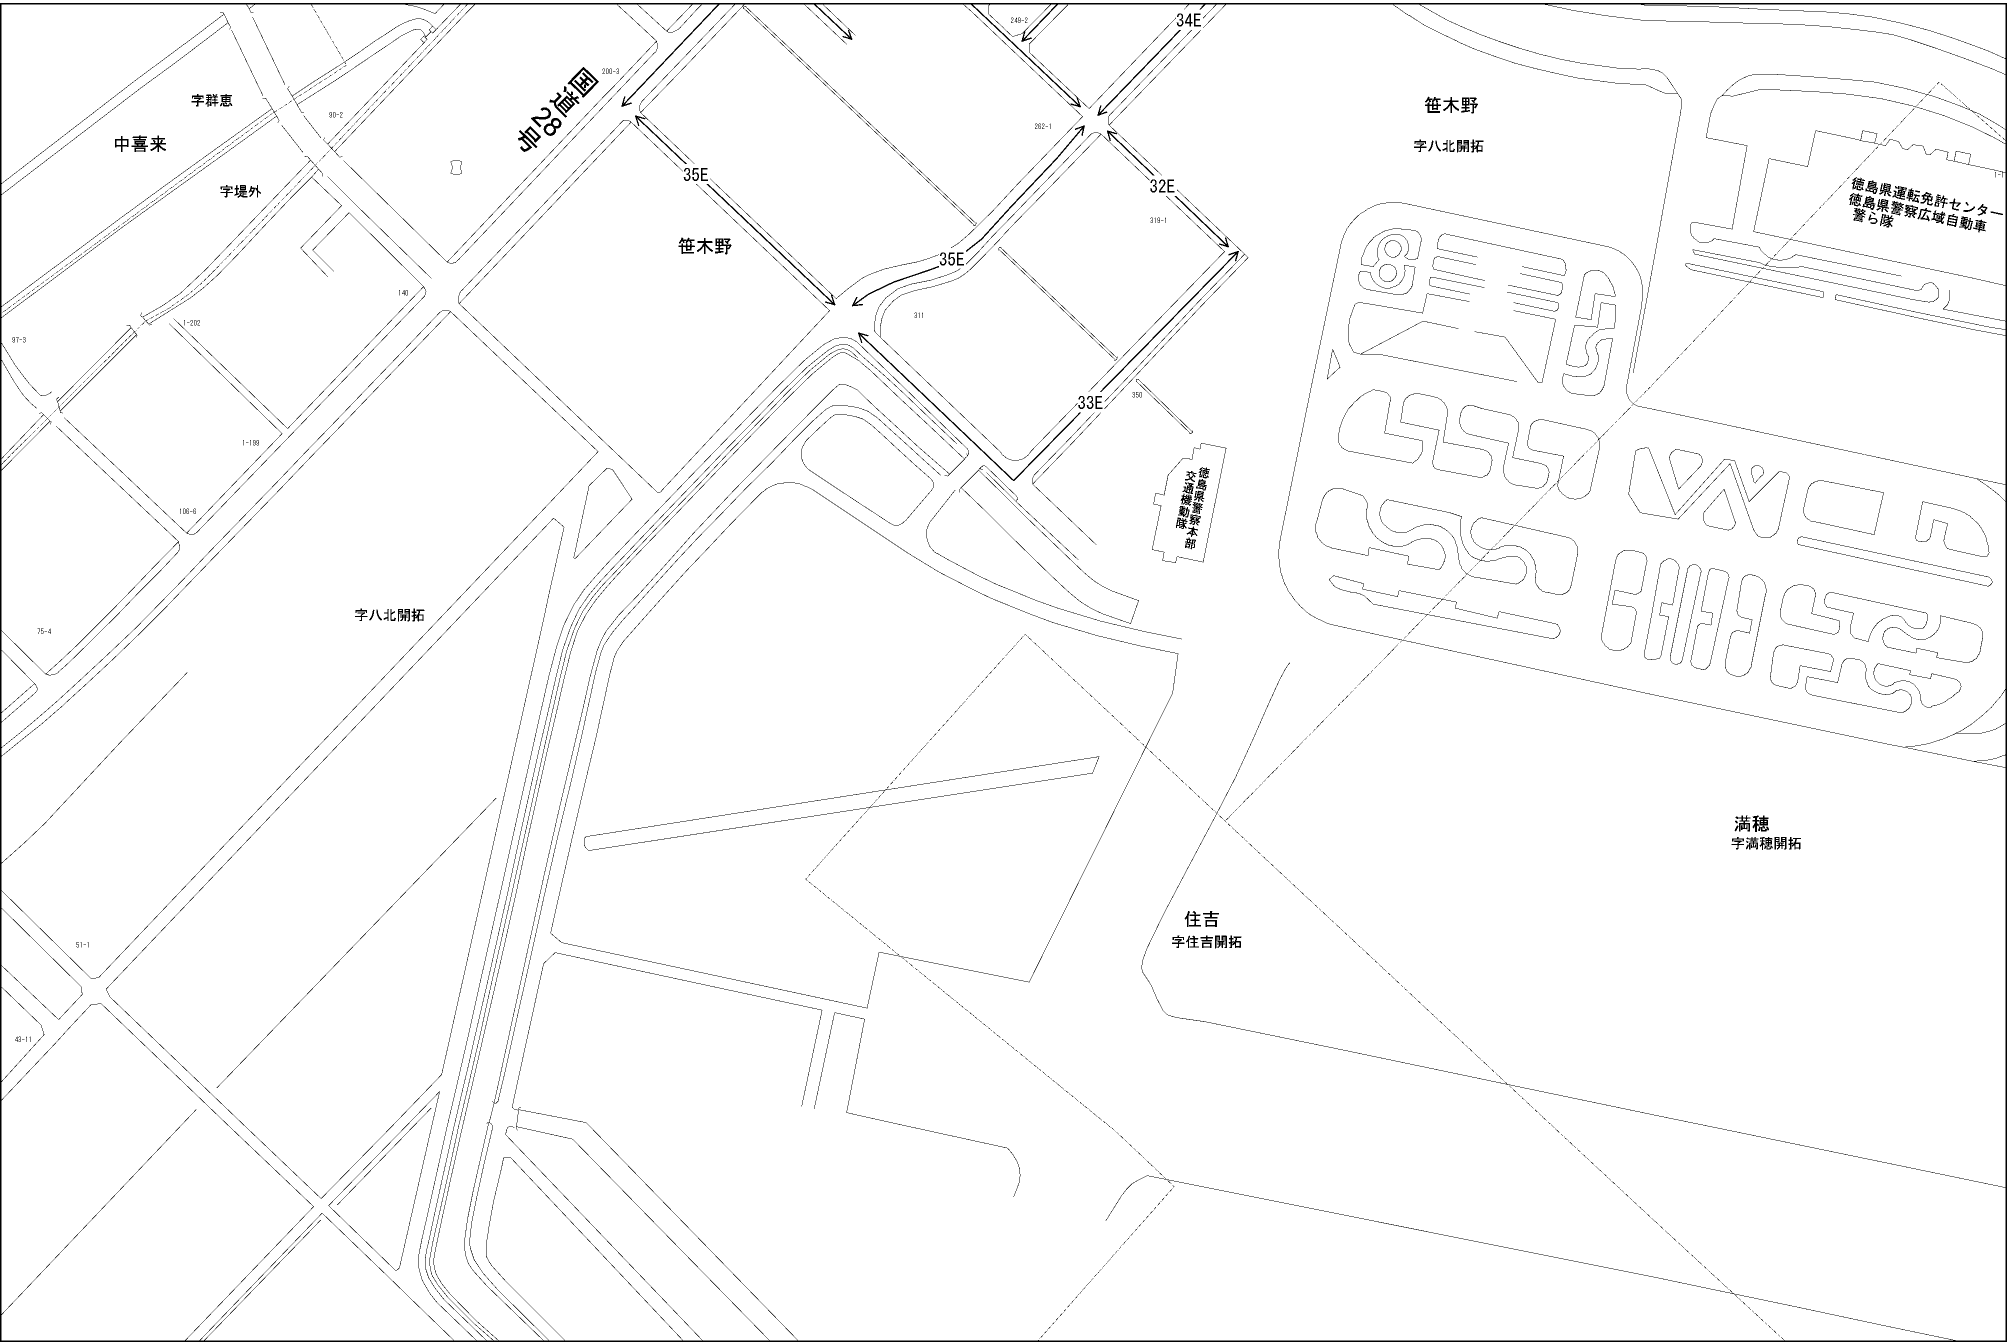 249-2
34E
200-3
国道28号
字群恵
中喜来
90-2
字堤外
262-1
笹木野
字八北開拓
35E
32E
319-1
徳島県運転免許センター
徳島県警察広域自動車
警ら隊
1-1
笹木野
35E
140
311
1-202
97-3
33E
350
1-199
徳島県警察本部
交通機動隊
106-6
字八北開拓
75-4
満穂
字満穂開拓
住吉
字住吉開拓
51-1
43-11